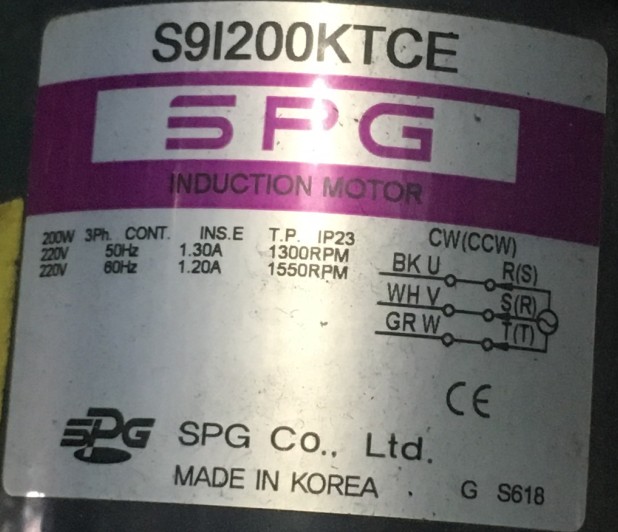 S9I200KTCE
SPG
INDUCTION MOTOR
200W 3Ph. CONT. INS.E T.P. IP23
220V 50Hz 1.30A 1300RPM
220V 60Hz 1.20A 1550RPM
CW(CCW)
BK U R(S)
WH V S(R)
GR W T(T)
CE
SPG SPG Co., Ltd.
MADE IN KOREA . G S618